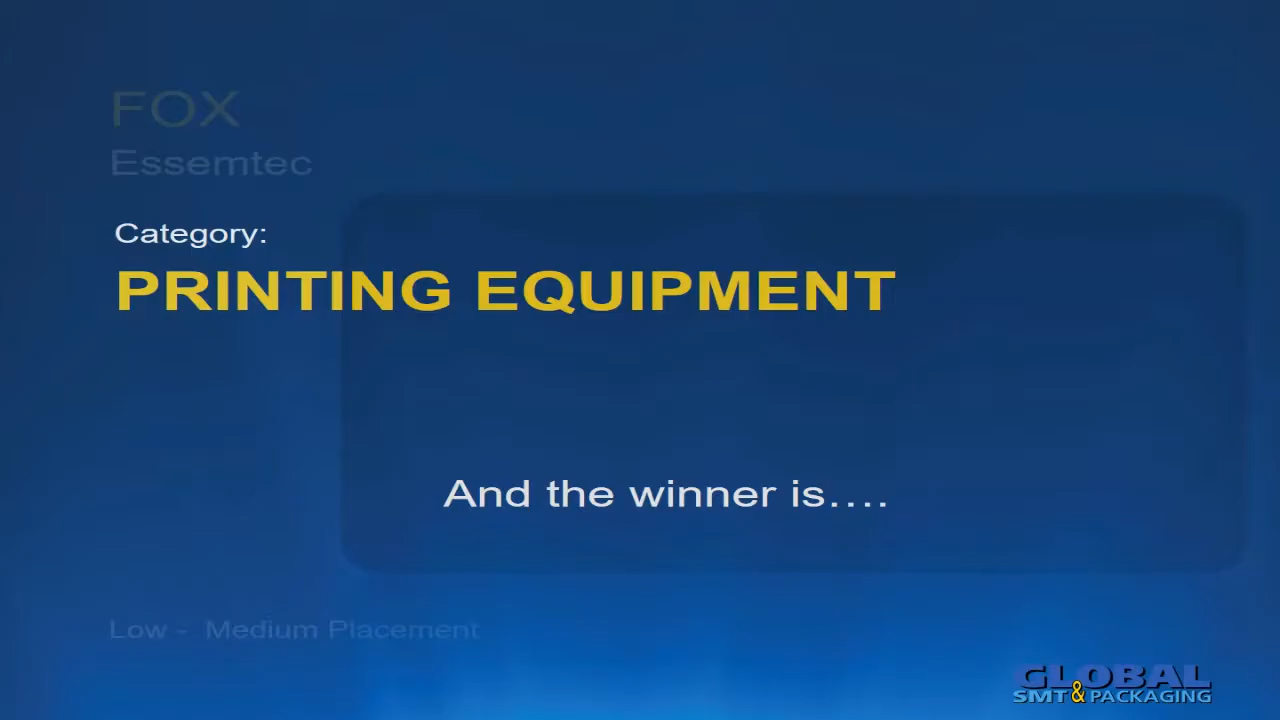 FOX
Essemtec
Category:
PRINTING EQUIPMENT
And the winner is….
Low - Medium Placement
GLOBAL
SMT & PACKAGING